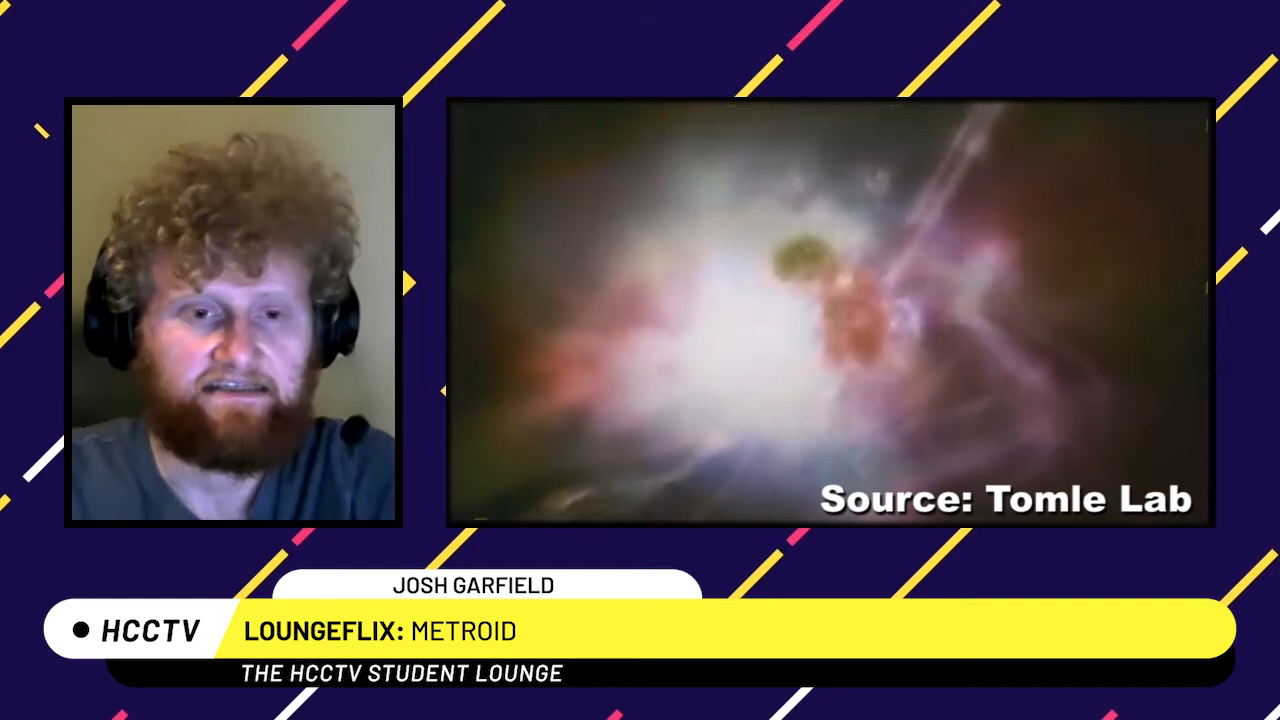 Source: Tomle Lab
JOSH GARFIELD
HCCTV
LOUNGEFLIX: METROID
THE HCCTV STUDENT LOUNGE